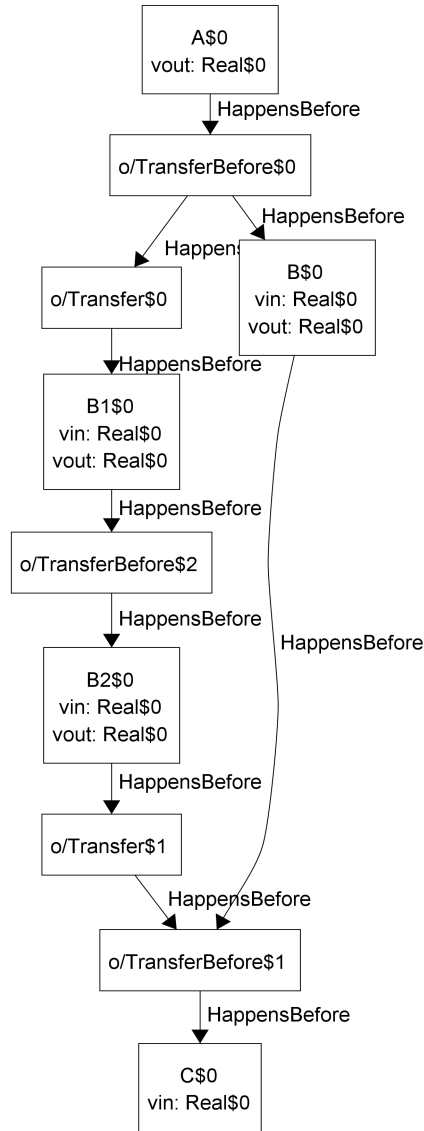 A$0
vout: Real$0
HappensBefore
o/TransferBefore$0
HappensBefore
Happens
o/Transfer$0
B$0
vin: Real$0
vout: Real$0
HappensBefore
B1$0
vin: Real$0
vout: Real$0
HappensBefore
o/TransferBefore$2
HappensBefore
HappensBefore
B2$0
vin: Real$0
vout: Real$0
HappensBefore
o/Transfer$1
HappensBefore
o/TransferBefore$1
HappensBefore
C$0
vin: Real$0